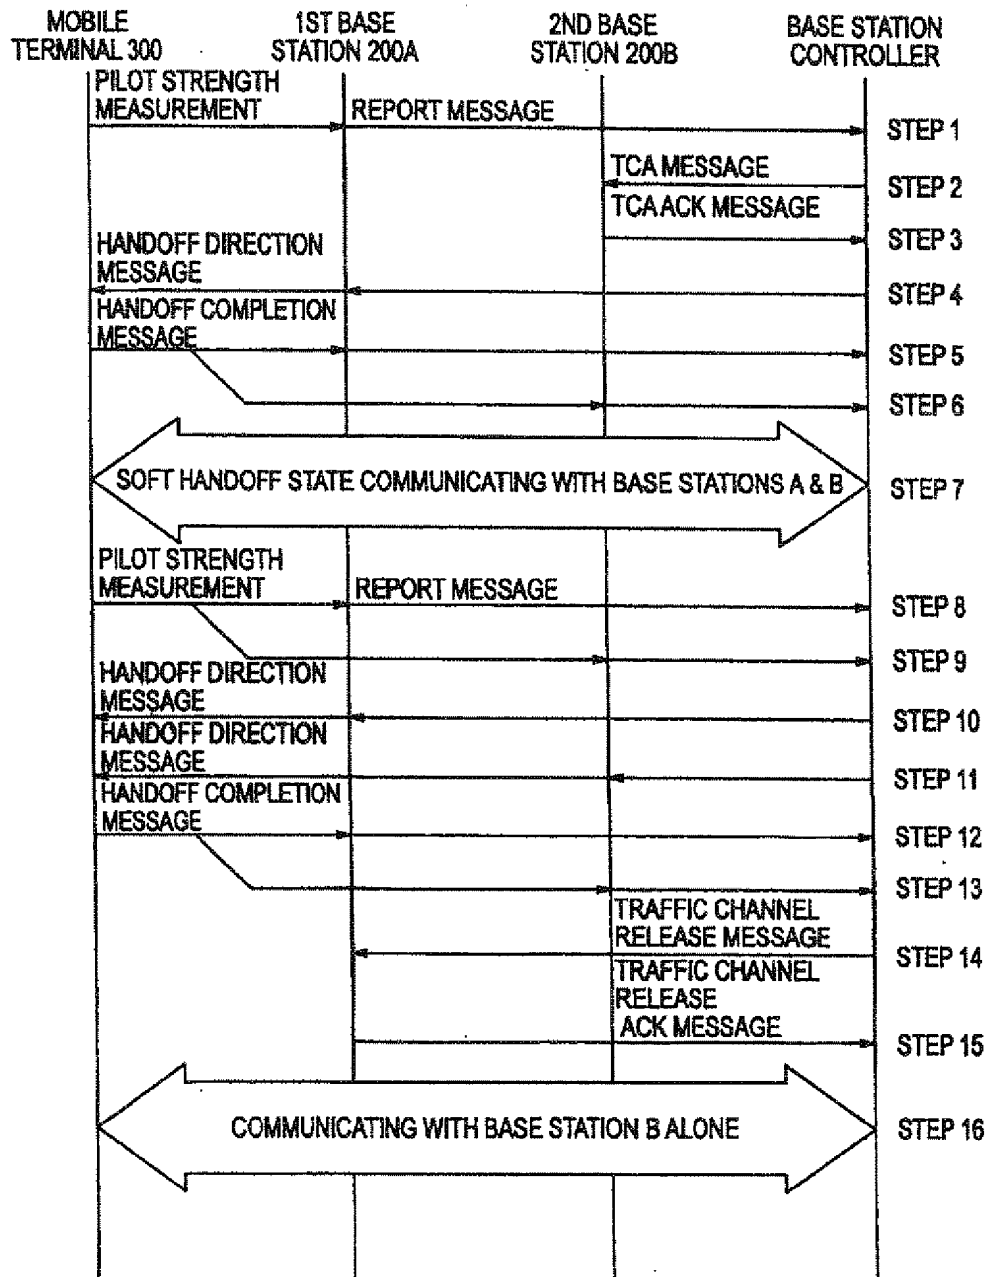 MOBILE
TERMINAL 300
1ST BASE
STATION 200A
2ND BASE
STATION 200B
BASE STATION
CONTROLLER
PILOT STRENGTH
MEASUREMENT
REPORT MESSAGE
STEP 1
TCA MESSAGE
STEP 2
TCA ACK MESSAGE
STEP 3
HANDOFF DIRECTION
MESSAGE
STEP 4
HANDOFF COMPLETION
MESSAGE
STEP 5
STEP 6
SOFT HANDOFF STATE COMMUNICATING WITH BASE STATIONS A & B
STEP 7
PILOT STRENGTH
MEASUREMENT
REPORT MESSAGE
STEP 8
STEP 9
HANDOFF DIRECTION
MESSAGE
STEP 10
HANDOFF DIRECTION
MESSAGE
STEP 11
HANDOFF COMPLETION
MESSAGE
STEP 12
STEP 13
TRAFFIC CHANNEL
RELEASE MESSAGE
STEP 14
TRAFFIC CHANNEL
RELEASE
ACK MESSAGE
STEP 15
COMMUNICATING WITH BASE STATION B ALONE
STEP 16